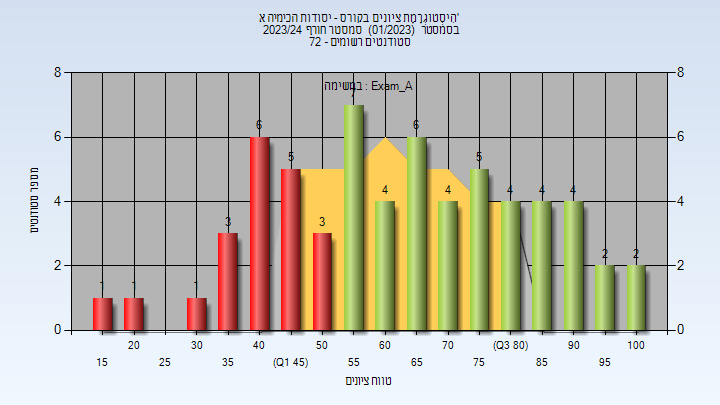 הִיסְטוֹגְרָמַת ציונים בקורס - יסודות הכימיה א'
בסמסטר (01/2023) סמסטר חורף 2023/24
סטודנטים רשומים - 72
במשימה : Exam_A
8 8
6 6
4 4
2 2
0 0
מספר סטודנטים
1 1 1 3 6 5 3 7 4 6 4 5 4 4 4 2 2
20 30 40 50 60 70 (Q3 80) 90 100
15 25 35 (Q1 45) 55 65 75 85 95
טווח ציונים